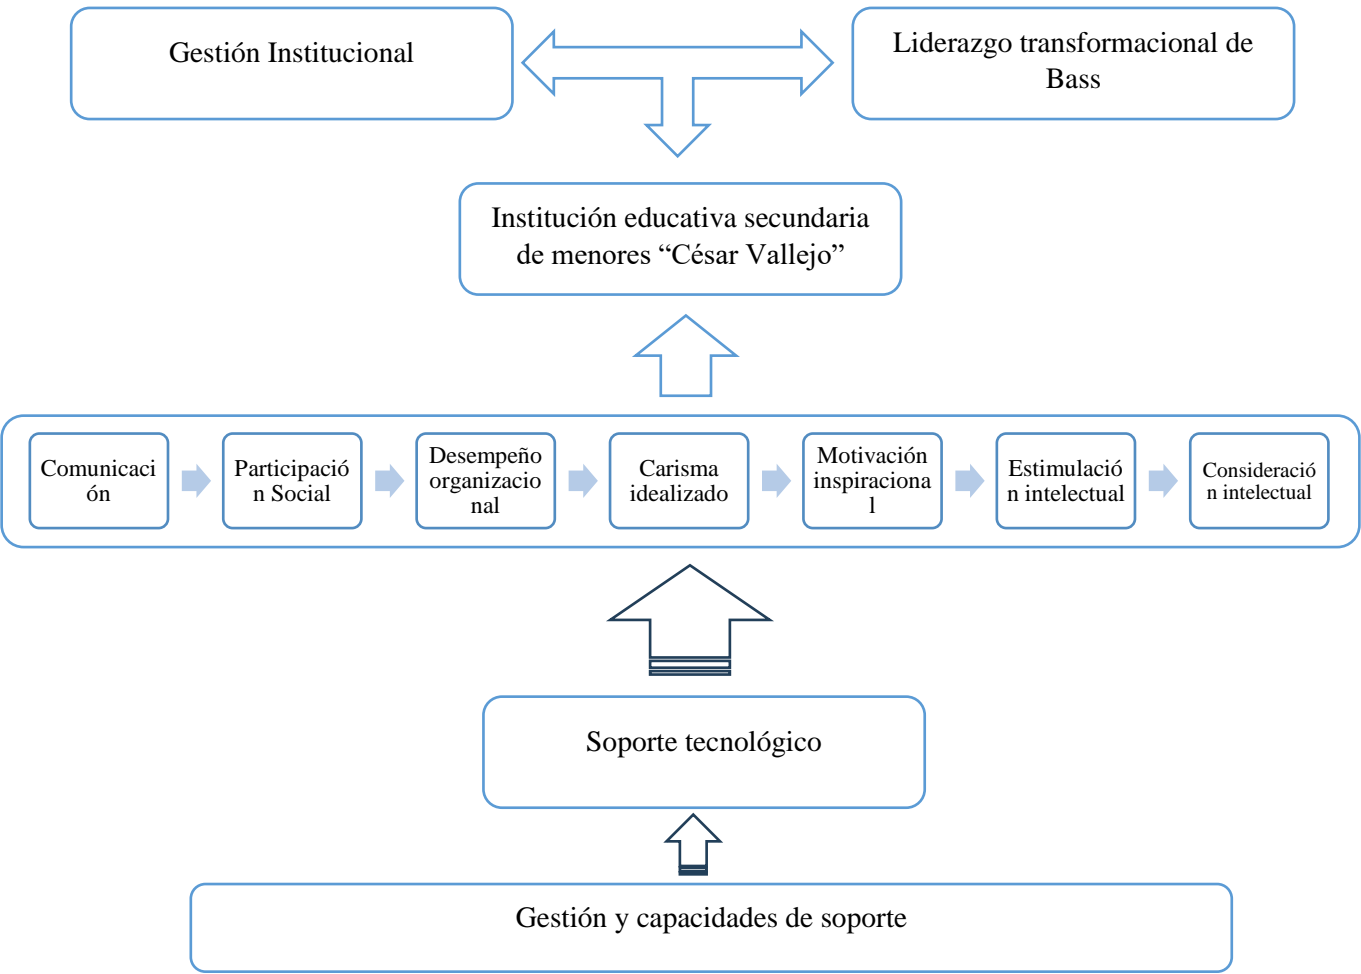 Gestión Institucional
Liderazgo transformacional de
Bass
Institución educativa secundaria
de menores “César Vallejo”
Comunicaci
ón
Participació
n Social
Desempeño
organizacio
nal
Carisma
idealizado
Motivación
inspiraciona
l
Estimulació
n intelectual
Consideració
n intelectual
Soporte tecnológico
Gestión y capacidades de soporte